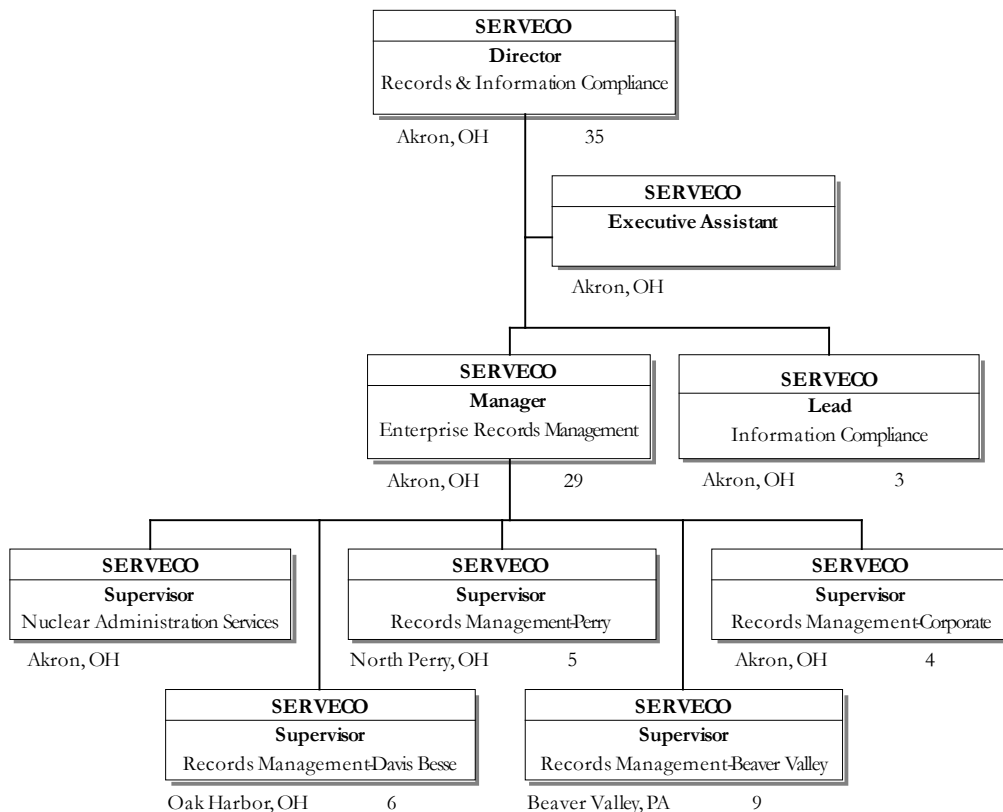 SERVECO
Director
Records & Information Compliance
Akron, OH 35
SERVECO
Executive Assistant
Akron, OH
SERVECO
Manager
Enterprise Records Management
Akron, OH 29
SERVECO
Lead
Information Compliance
Akron, OH 3
SERVECO
Supervisor
Nuclear Administration Services
Akron, OH
SERVECO
Supervisor
Records Management-Perry
North Perry, OH 5
SERVECO
Supervisor
Records Management-Corporate
Akron, OH 4
SERVECO
Supervisor
Records Management-Davis Besse
Oak Harbor, OH 6
SERVECO
Supervisor
Records Management-Beaver Valley
Beaver Valley, PA 9